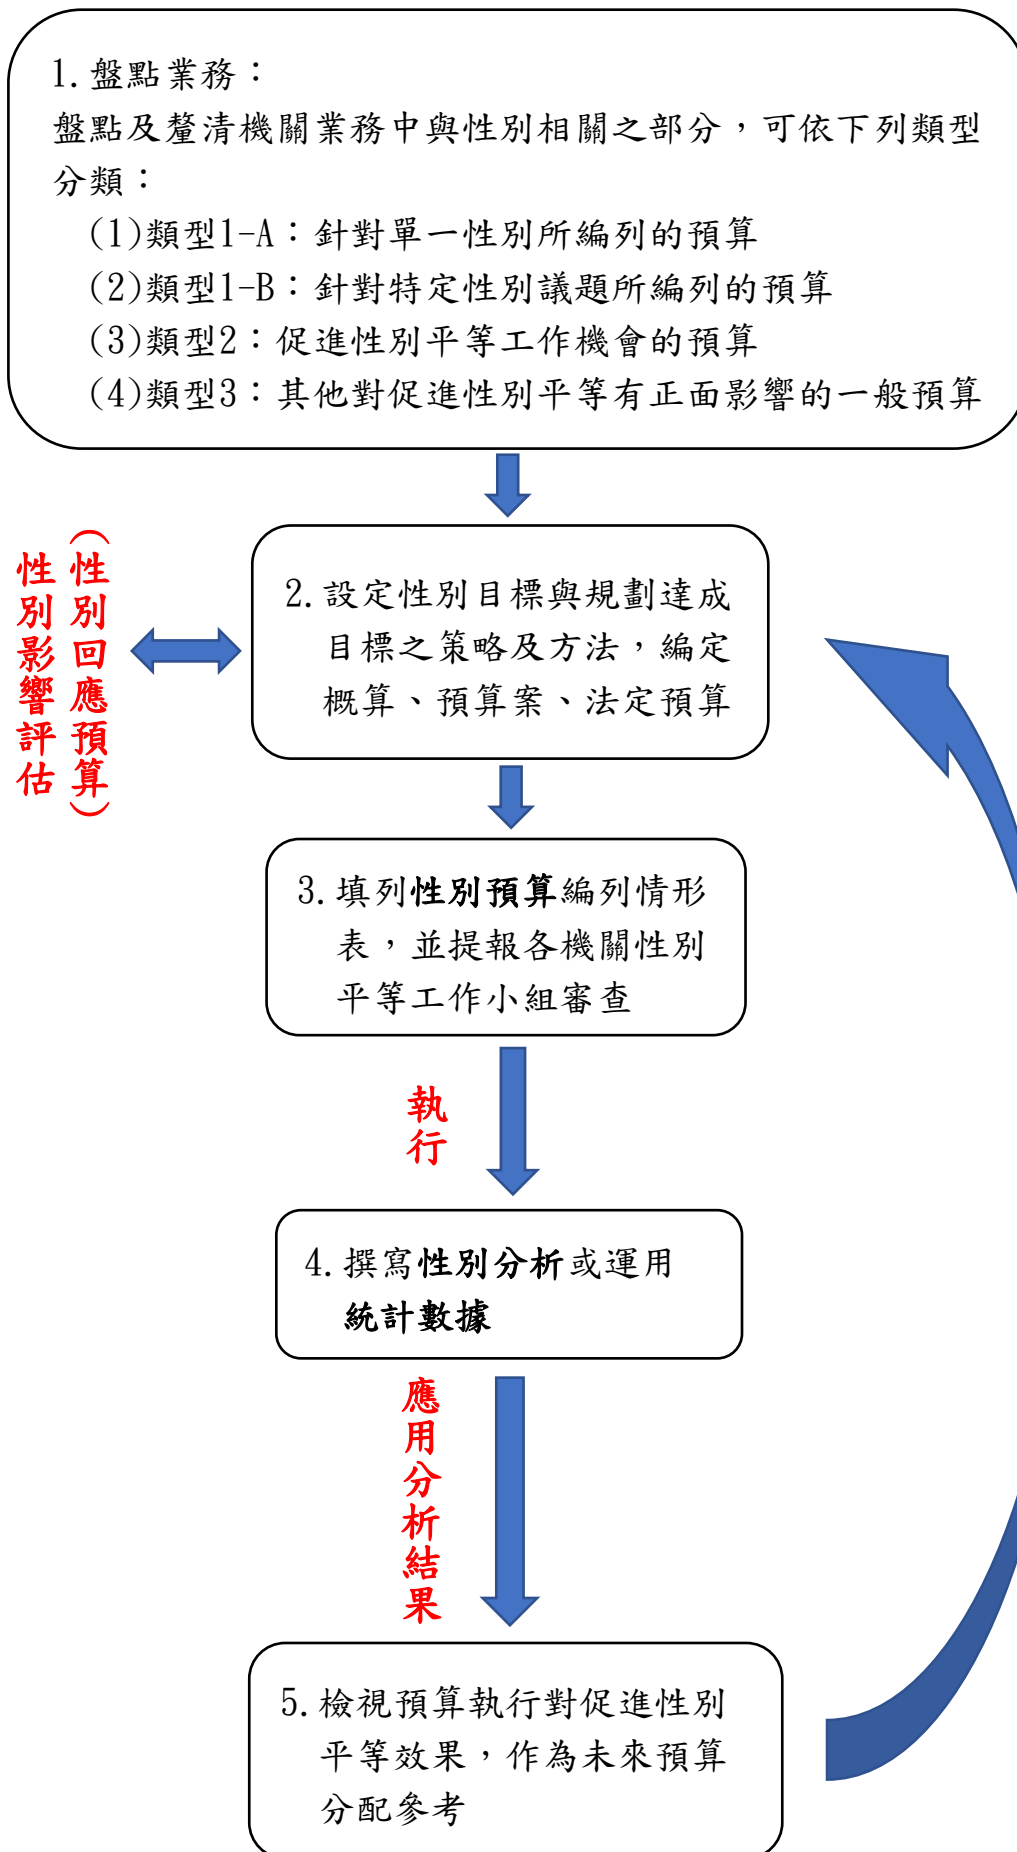 1.盤點業務：
盤點及釐清機關業務中與性別相關之部分，可依下列類型
分類：
(1)類型1-A：針對單一性別所編列的預算
(2)類型1-B：針對特定性別議題所編列的預算
(3)類型2：促進性別平等工作機會的預算
(4)類型3：其他對促進性別平等有正面影響的一般預算
性別影響評估
(性別回應預算)
2.設定性別目標與規劃達成
目標之策略及方法，編定
概算、預算案、法定預算
3.填列性別預算編列情形
表，並提報各機關性別
平等工作小組審查
執行
4.撰寫性別分析或運用
統計數據
應用分析結果
5.檢視預算執行對促進性別
平等效果，作為未來預算
分配參考